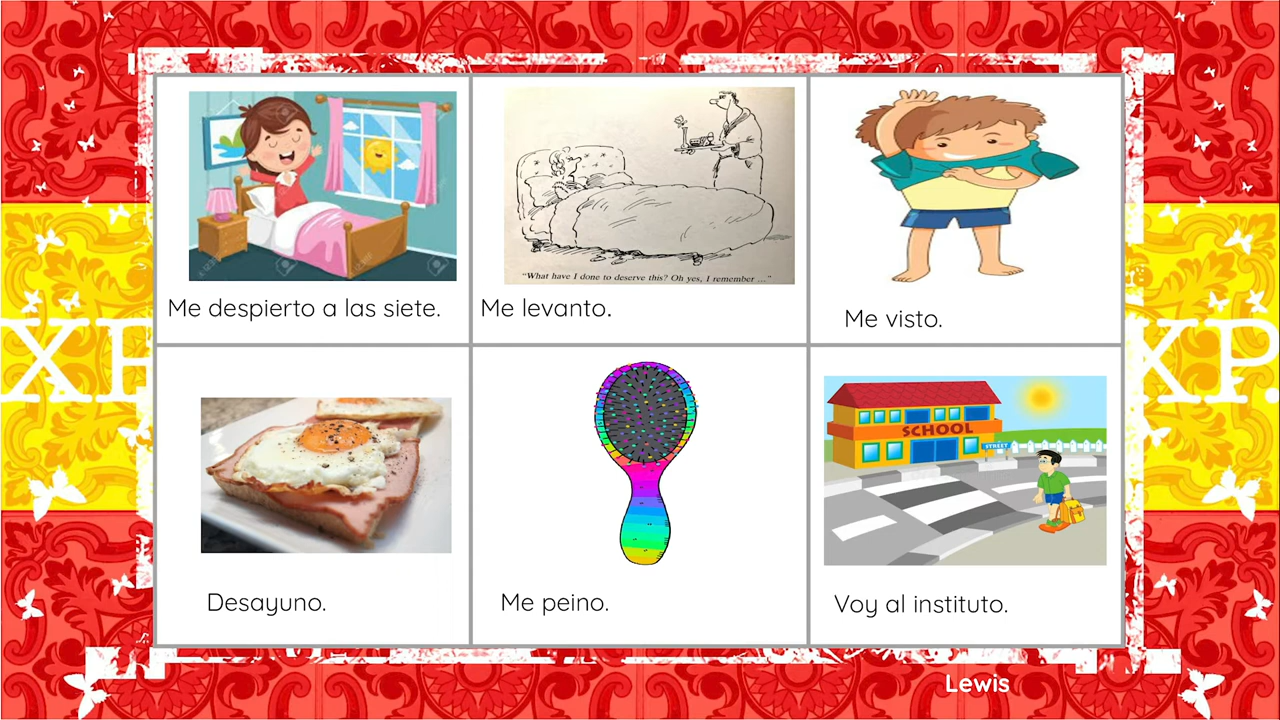 Me despierto a las siete.
"What have I done to deserve this? Oh yes, I remember ..."
Me levanto.
Me visto.
Desayuno.
Me peino.
SCHOOL
STREET
Voy al instituto.
XP.
Lewis